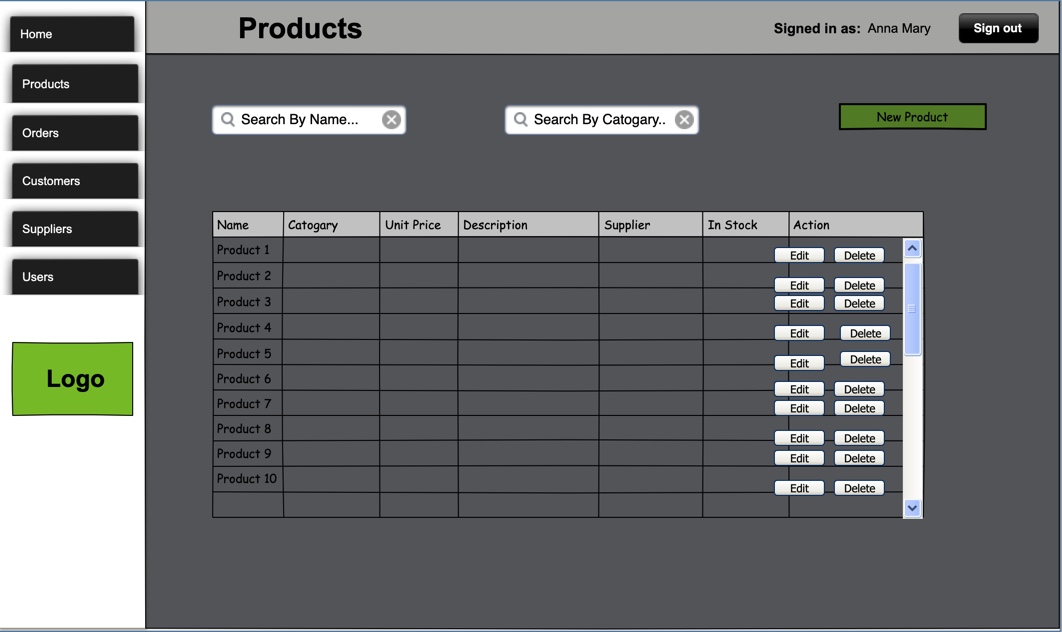 Home
Products
Orders
Customers
Suppliers
Users
Logo
Products
Signed in as: Anna Mary
Sign out
Search By Name...
Search By Catogary..
New Product
Name Catogary Unit Price Description Supplier In Stock Action
Product 1 Edit Delete
Product 2 Edit Delete
Product 3 Edit Delete
Product 4 Edit Delete
Product 5 Edit Delete
Product 6 Edit Delete
Product 7 Edit Delete
Product 8 Edit Delete
Product 9 Edit Delete
Product 10 Edit Delete